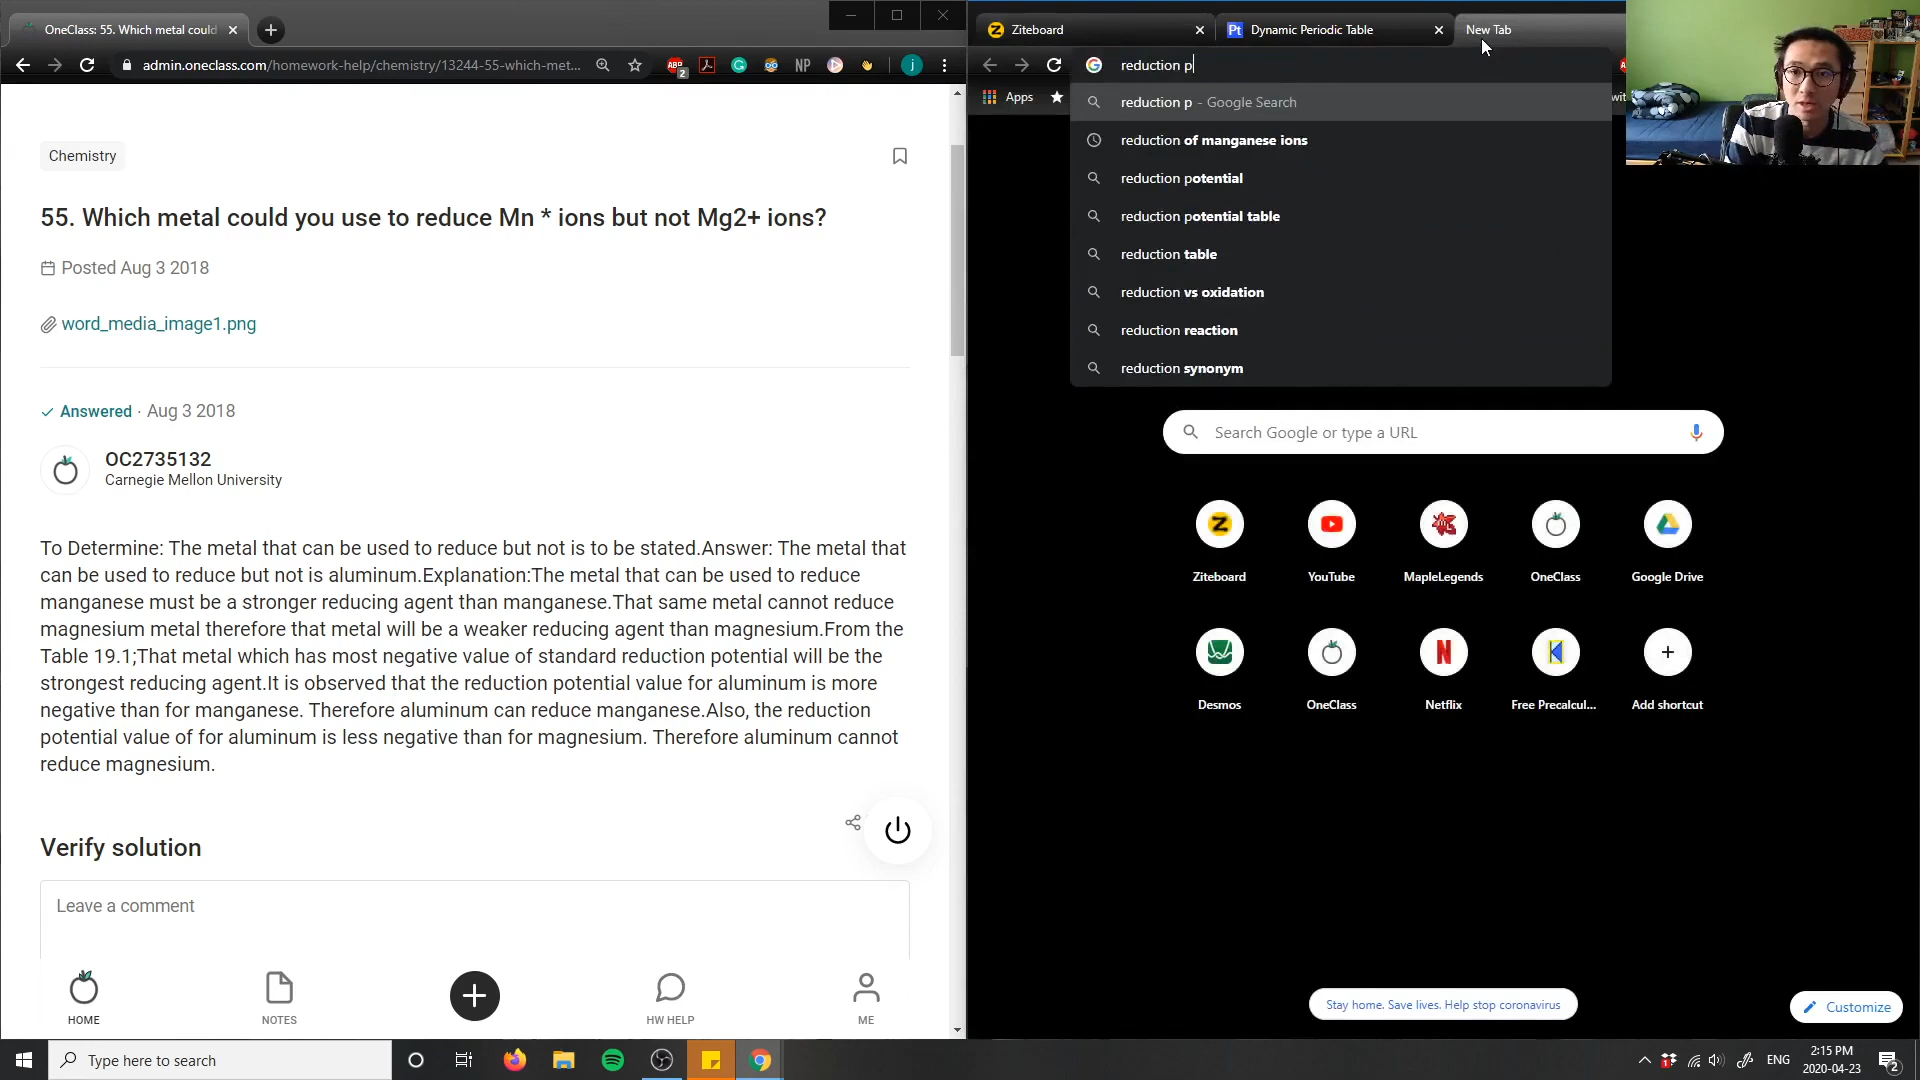 OneClass: 55. Which metal could
admin.oneclass.com/homework-help/chemistry/13244-55-which-met...
ABP
2
NP
j
Chemistry
55. Which metal could you use to reduce Mn * ions but not Mg2+ ions?
Posted Aug 3 2018
word_media_image1.png
Answered · Aug 3 2018
OC2735132
Carnegie Mellon University
To Determine: The metal that can be used to reduce but not is to be stated.Answer: The metal that
can be used to reduce but not is aluminum.Explanation:The metal that can be used to reduce
manganese must be a stronger reducing agent than manganese.That same metal cannot reduce
magnesium metal therefore that metal will be a weaker reducing agent than magnesium.From the
Table 19.1;That metal which has most negative value of standard reduction potential will be the
strongest reducing agent.It is observed that the reduction potential value for aluminum is more
negative than for manganese. Therefore aluminum can reduce manganese.Also, the reduction
potential value of for aluminum is less negative than for magnesium. Therefore aluminum cannot
reduce magnesium.
Verify solution
Leave a comment
HOME
NOTES
HW HELP
ME
Ziteboard
Pt Dynamic Periodic Table
New Tab
reduction p
Apps
reduction p - Google Search
reduction of manganese ions
reduction potential
reduction potential table
reduction table
reduction vs oxidation
reduction reaction
reduction synonym
Search Google or type a URL
Ziteboard
YouTube
MapleLegends
OneClass
Google Drive
Desmos
OneClass
Netflix
Free Precalcul...
Add shortcut
Stay home. Save lives. Help stop coronavirus
Customize
Type here to search
ENG
2:15 PM
2020-04-23
2